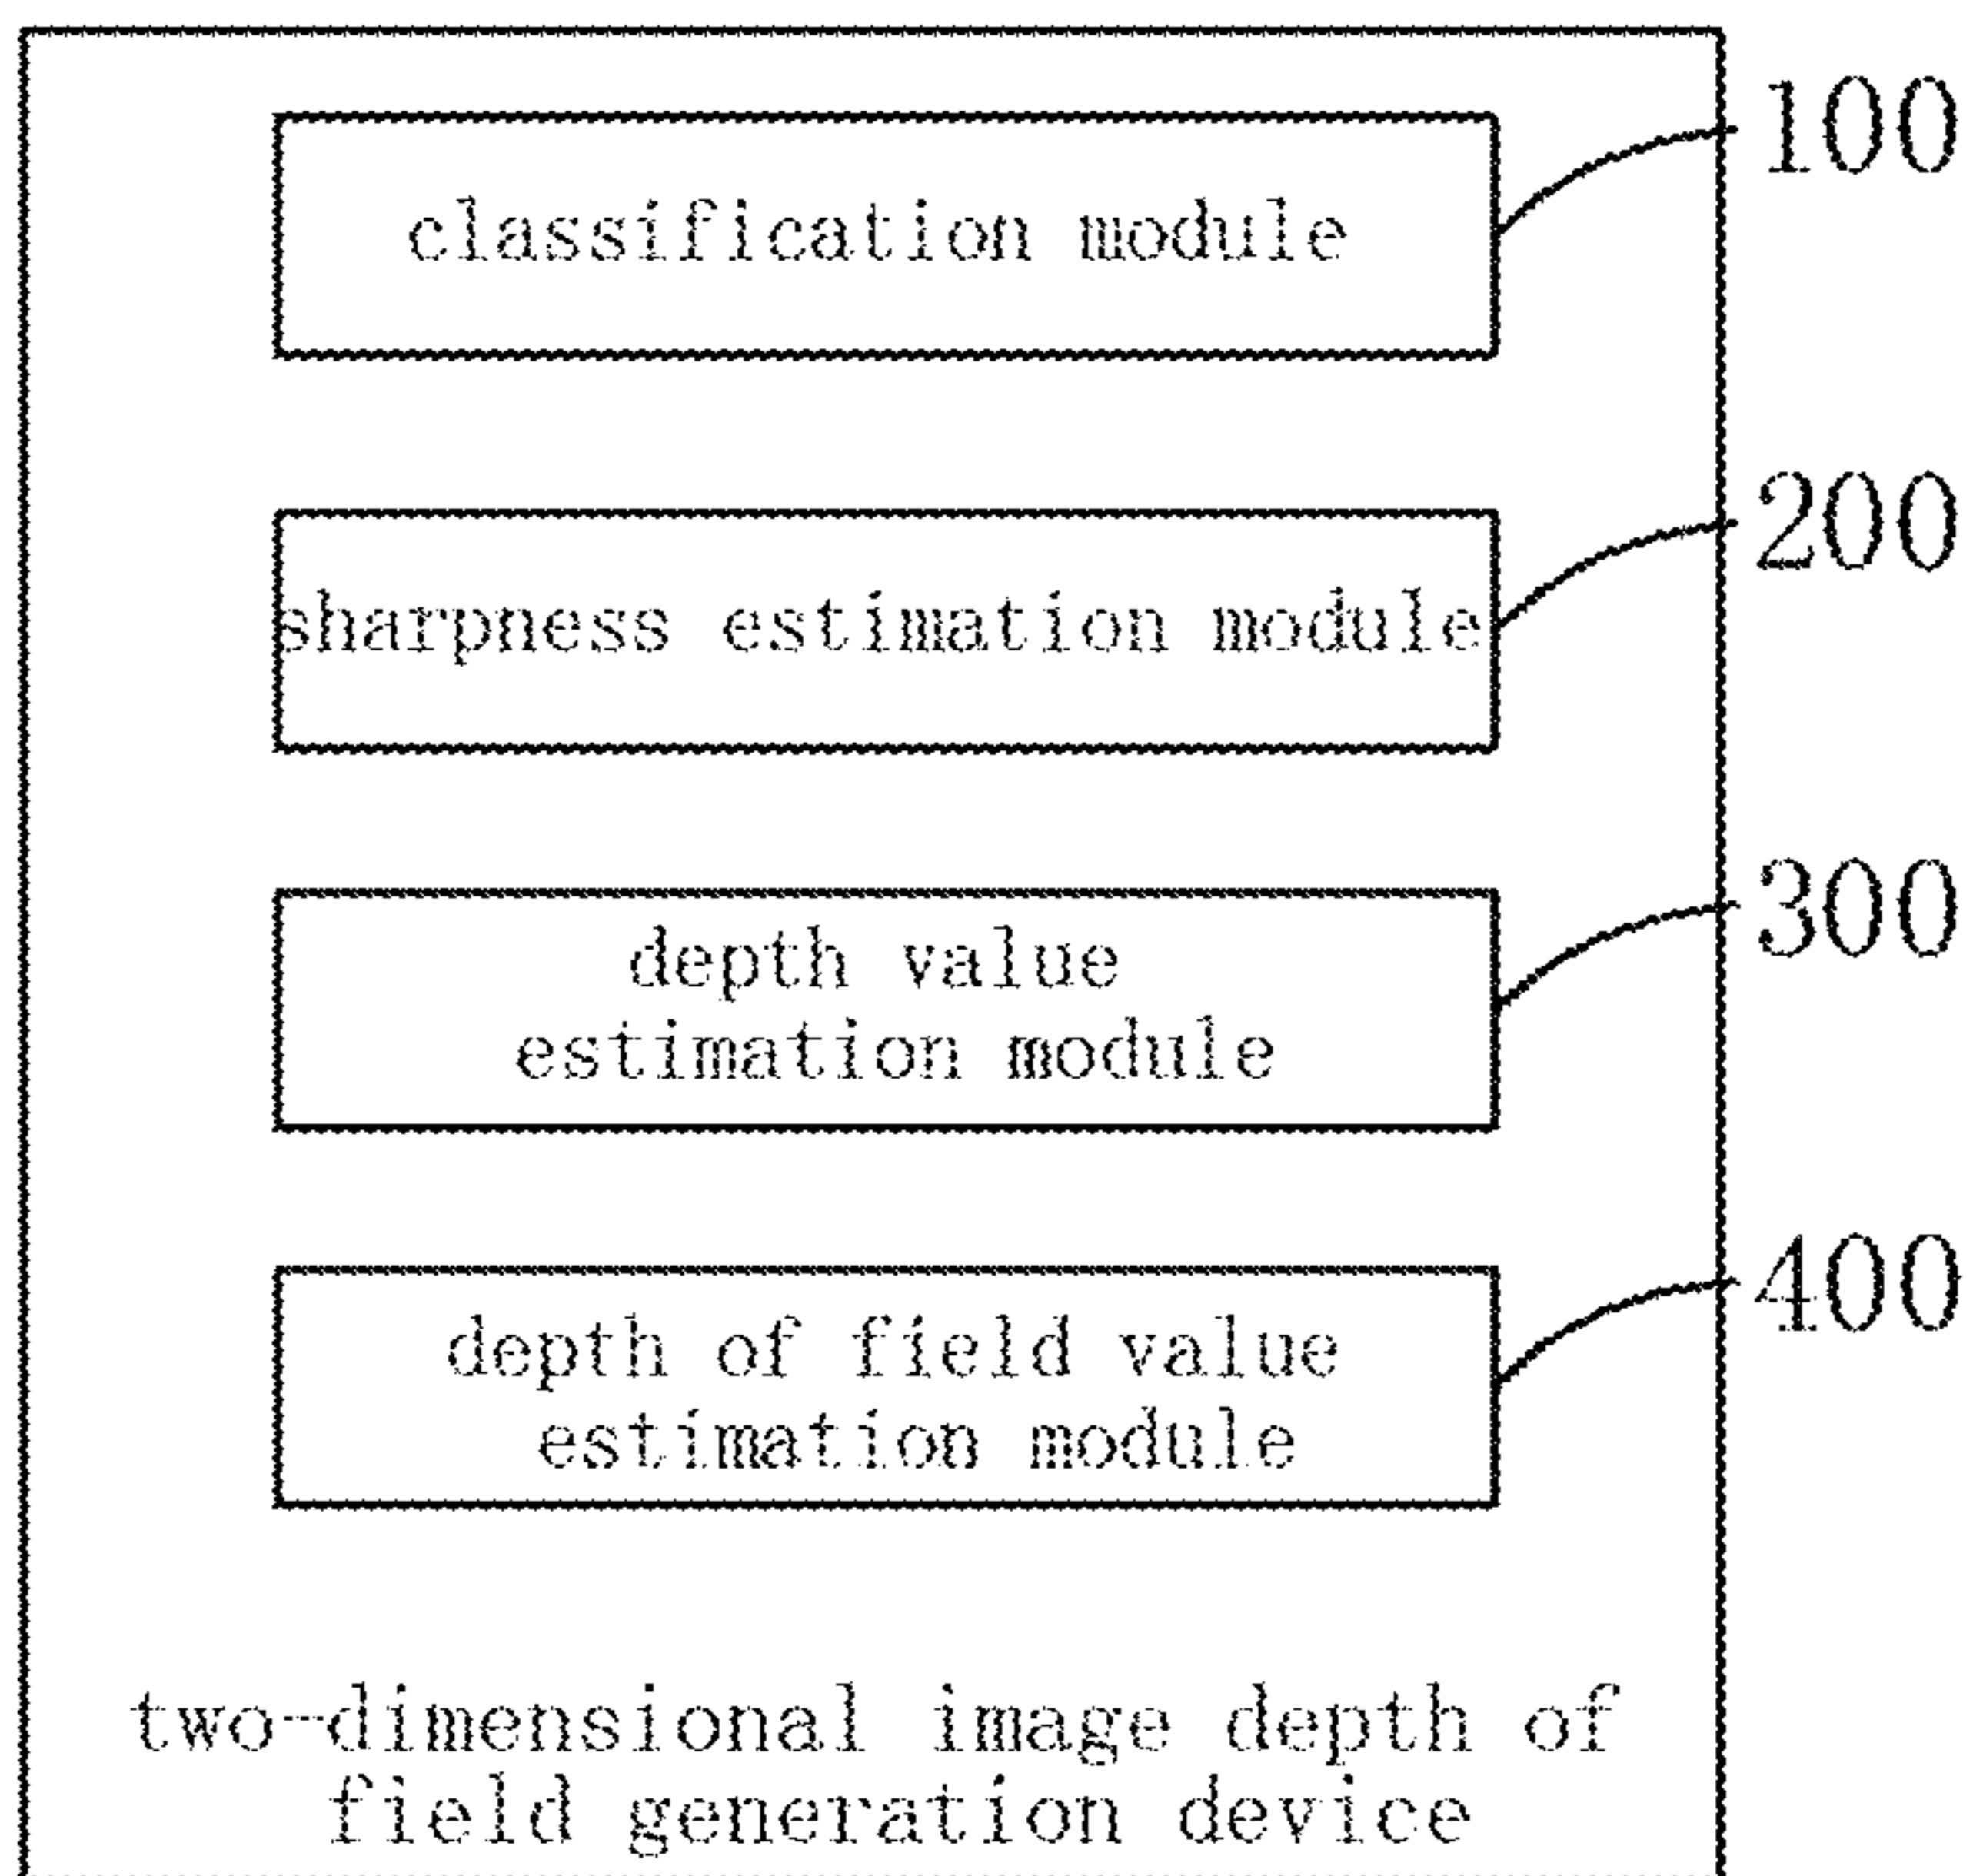 100
classification module
200
sharpness estimation module
300
depth value
estimation module
400
depth of field value
estimation module
two-dimensional image depth of
field generation device